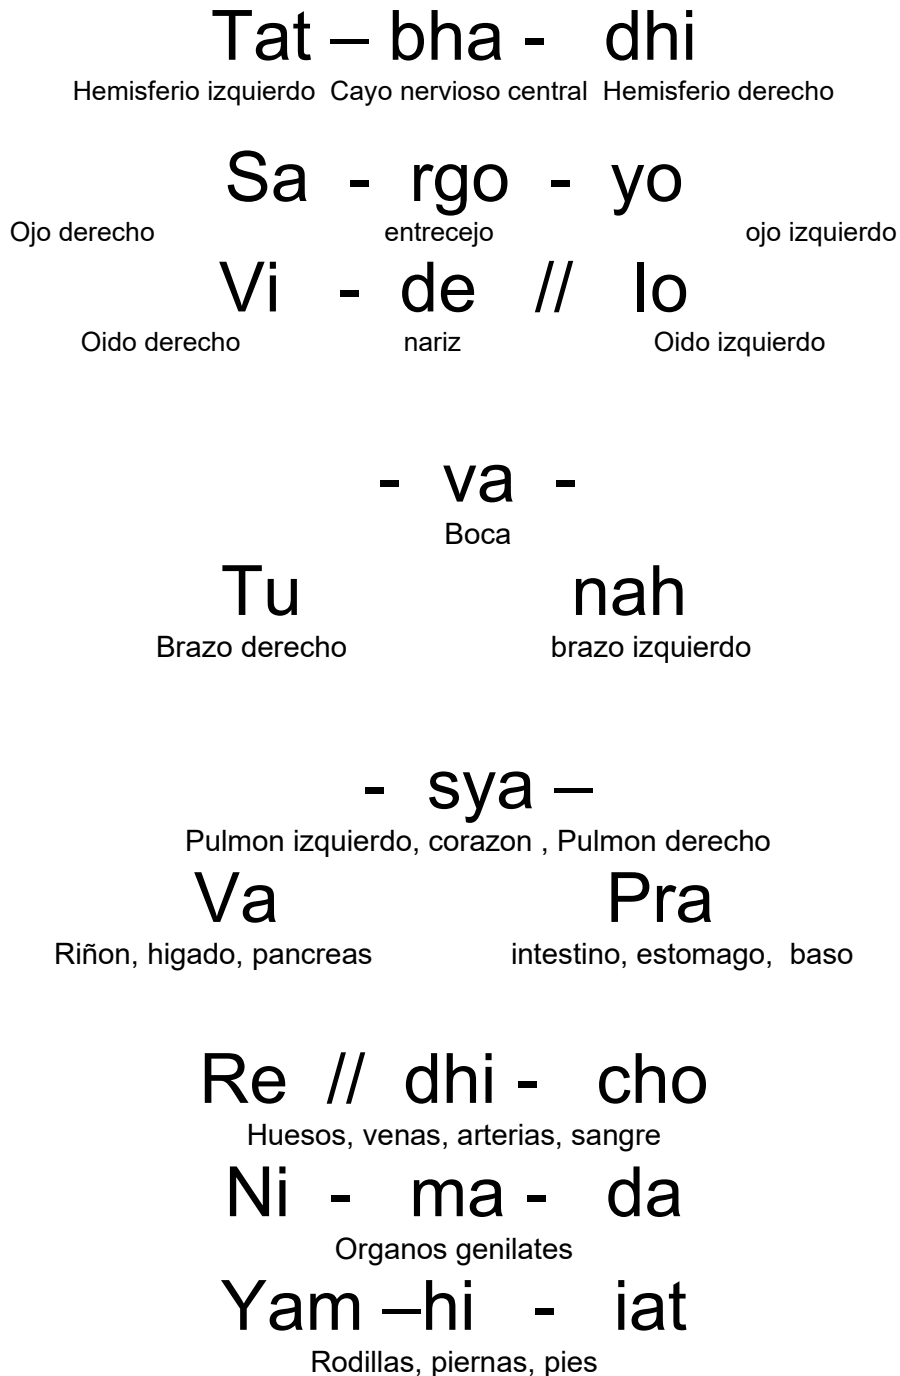 Tat – bha - dhi
Hemisferio izquierdo Cayo nervioso central Hemisferio derecho
Sa - rgo - yo
Ojo derecho entrecejo ojo izquierdo
Vi - de // Io
Oido derecho nariz Oido izquierdo
- va -
Boca
Tu nah
Brazo derecho brazo izquierdo
- sya –
Pulmon izquierdo, corazon , Pulmon derecho
Va Pra
Riñon, higado, pancreas intestino, estomago, baso
Re // dhi - cho
Huesos, venas, arterias, sangre
Ni - ma - da
Organos genilates
Yam –hi - iat
Rodillas, piernas, pies